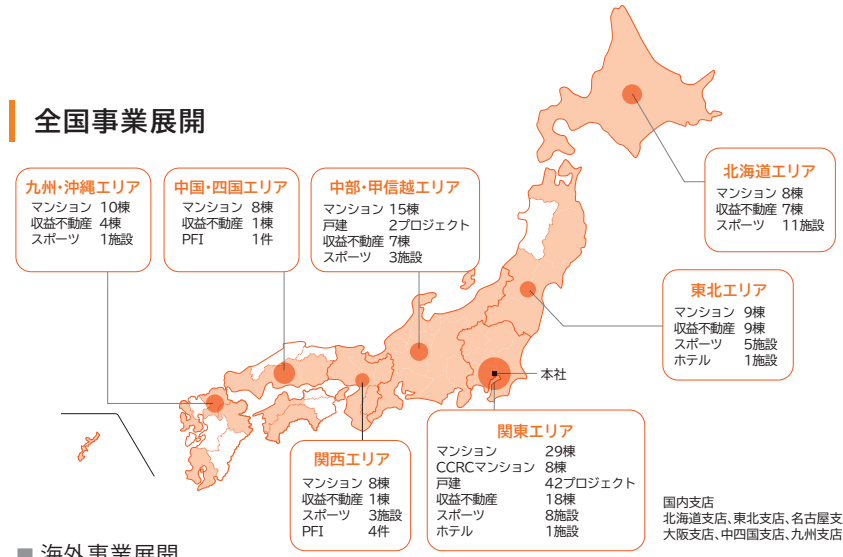 全国事業展開
九州・沖縄エリア
マンション 10棟
収益不動産 4棟
スポーツ 1施設
中国・四国エリア
マンション 8棟
収益不動産 1棟
PFI 1件
中部・甲信越エリア
マンション 15棟
戸建 2プロジェクト
収益不動産 7棟
スポーツ 3施設
北海道エリア
マンション 8棟
収益不動産 7棟
スポーツ 11施設
東北エリア
マンション 9棟
収益不動産 9棟
スポーツ 5施設
ホテル 1施設
本社
関西エリア
マンション 8棟
収益不動産 1棟
スポーツ 3施設
PFI 4件
関東エリア
マンション 29棟
CCRCマンション 8棟
戸建 42プロジェクト
収益不動産 18棟
スポーツ 8施設
ホテル 1施設
国内支店
北海道支店、東北支店、名古屋支
大阪支店、中四国支店、九州支店
■ 海外事業展開